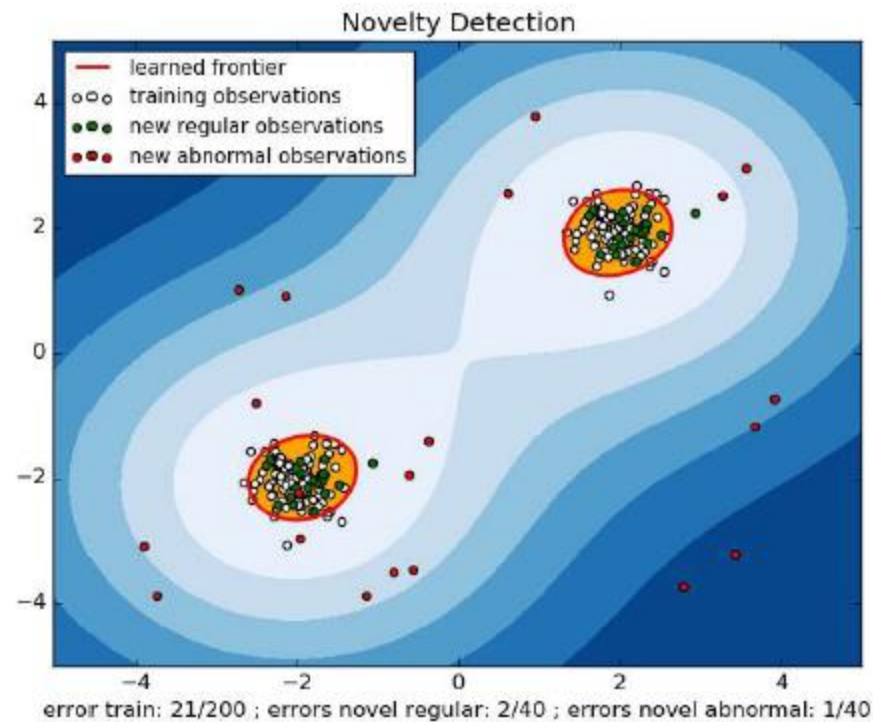 Novelty Detection
learned frontier
training observations
new regular observations
new abnormal observations
4
2
0
−2
−4
−4
−2
0
2
4
error train: 21/200 ; errors novel regular: 2/40 ; errors novel abnormal: 1/40